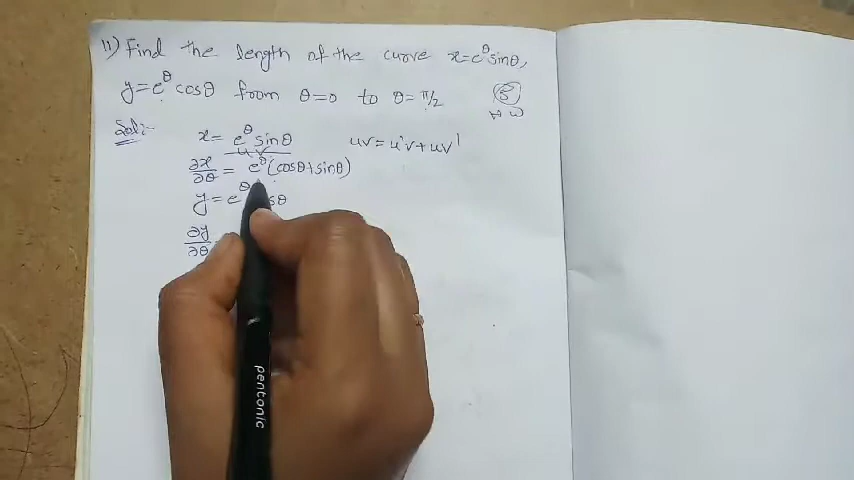 11) Find the length of the curve x=e^θ sinθ,
y=e^θ cosθ from θ=0 to θ=π/2
H W
Sol:-
x= e^θ sinθ
uv = u'v+uv'
u v
∂x/∂θ = e^θ(cosθ+sinθ)
y=e^θ cosθ
∂y/∂θ
pentonic